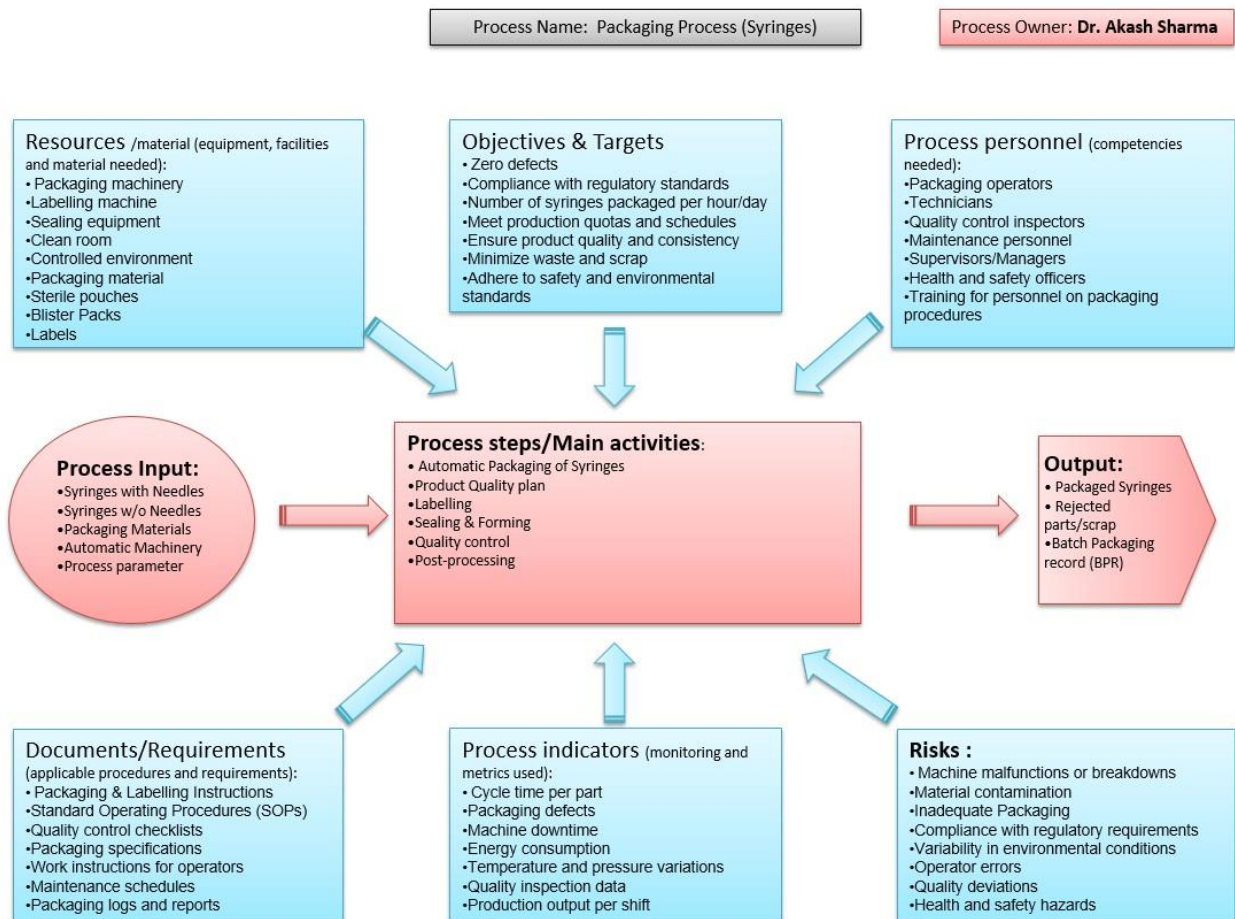 Process Name: Packaging Process (Syringes)
Process Owner: Dr. Akash Sharma
Resources /material (equipment, facilities
and material needed):
• Packaging machinery
•Labelling machine
•Sealing equipment
•Clean room
•Controlled environment
•Packaging material
•Sterile pouches
•Blister Packs
•Labels
Objectives & Targets
• Zero defects
•Compliance with regulatory standards
•Number of syringes packaged per hour/day
•Meet production quotas and schedules
•Ensure product quality and consistency
•Minimize waste and scrap
•Adhere to safety and environmental
standards
Process personnel (competencies
needed):
•Packaging operators
•Technicians
•Quality control inspectors
•Maintenance personnel
•Supervisors/Managers
•Health and safety officers
•Training for personnel on packaging
procedures
Process Input:
•Syringes with Needles
•Syringes w/o Needles
•Packaging Materials
•Automatic Machinery
•Process parameter
Process steps/Main activities:
• Automatic Packaging of Syringes
•Product Quality plan
•Labelling
•Sealing & Forming
•Quality control
•Post-processing
Output:
• Packaged Syringes
• Rejected
parts/scrap
•Batch Packaging
record (BPR)
Documents/Requirements
(applicable procedures and requirements):
• Packaging & Labelling Instructions
•Standard Operating Procedures (SOPs)
•Quality control checklists
•Packaging specifications
•Work instructions for operators
•Maintenance schedules
•Packaging logs and reports
Process indicators (monitoring and
metrics used):
• Cycle time per part
•Packaging defects
•Machine downtime
•Energy consumption
•Temperature and pressure variations
•Quality inspection data
•Production output per shift
Risks :
• Machine malfunctions or breakdowns
•Material contamination
•Inadequate Packaging
•Compliance with regulatory requirements
•Variability in environmental conditions
•Operator errors
•Quality deviations
•Health and safety hazards